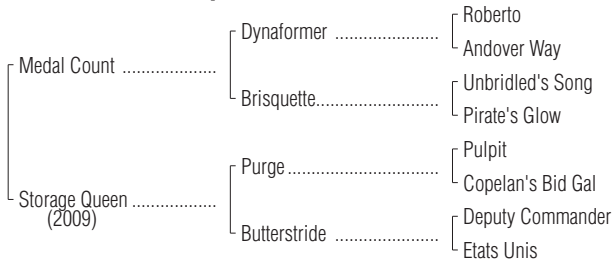 Roberto
Dynaformer ..................
Andover Way
Medal Count ....................
Unbridled's Song
Brisquette..........................
Pirate's Glow
Pulpit
Purge................................
Copelan's Bid Gal
Storage Queen ..................
(2009)
Deputy Commander
Butterstride ......................
Etats Unis